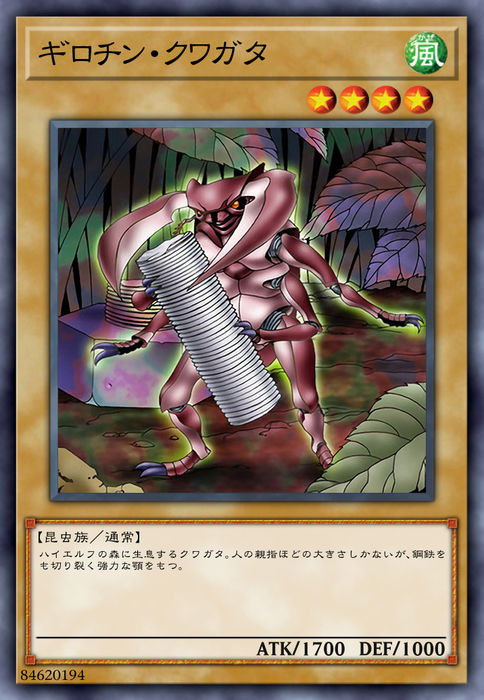 ギロチン・クワガタ
かぜ
風
【昆虫族／通常】
ハイエルフの森に生息するクワガタ。人の親指ほどの大きさしかないが、鋼鉄を
も切り裂く強力な顎をもつ。
ATK/1700 DEF/1000
84620194